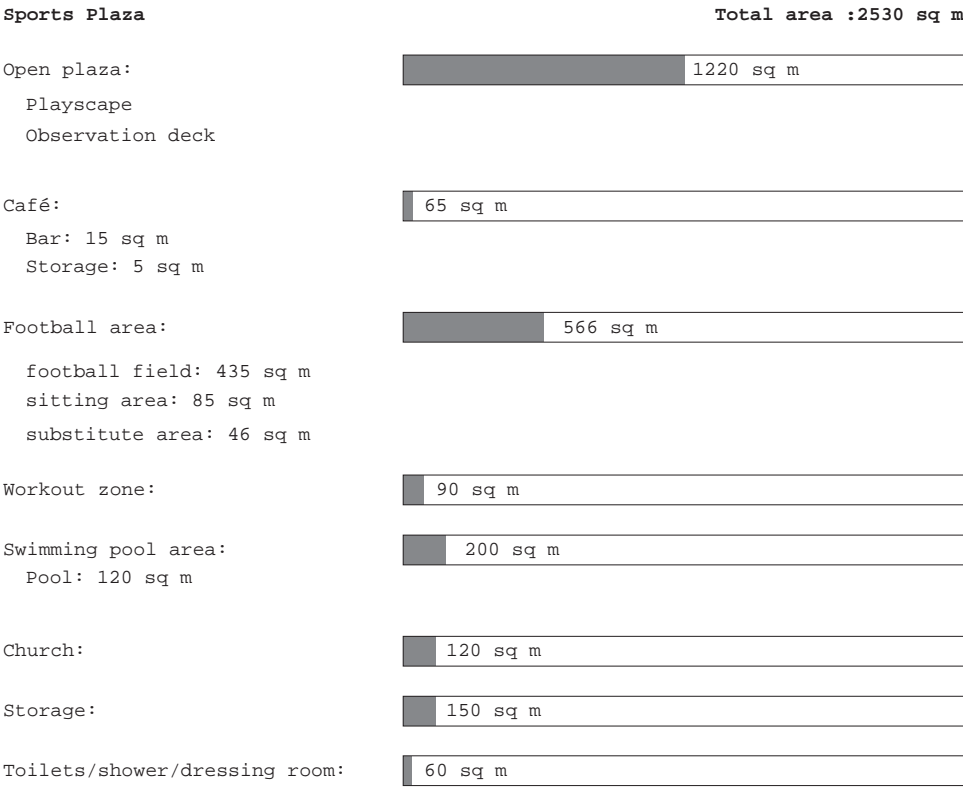 Sports Plaza Total area :2530 sq m
Open plaza: 1220 sq m
Playscape
Observation deck
Café: 65 sq m
Bar: 15 sq m
Storage: 5 sq m
Football area: 566 sq m
football field: 435 sq m
sitting area: 85 sq m
substitute area: 46 sq m
Workout zone: 90 sq m
Swimming pool area: 200 sq m
Pool: 120 sq m
Church: 120 sq m
Storage: 150 sq m
Toilets/shower/dressing room: 60 sq m